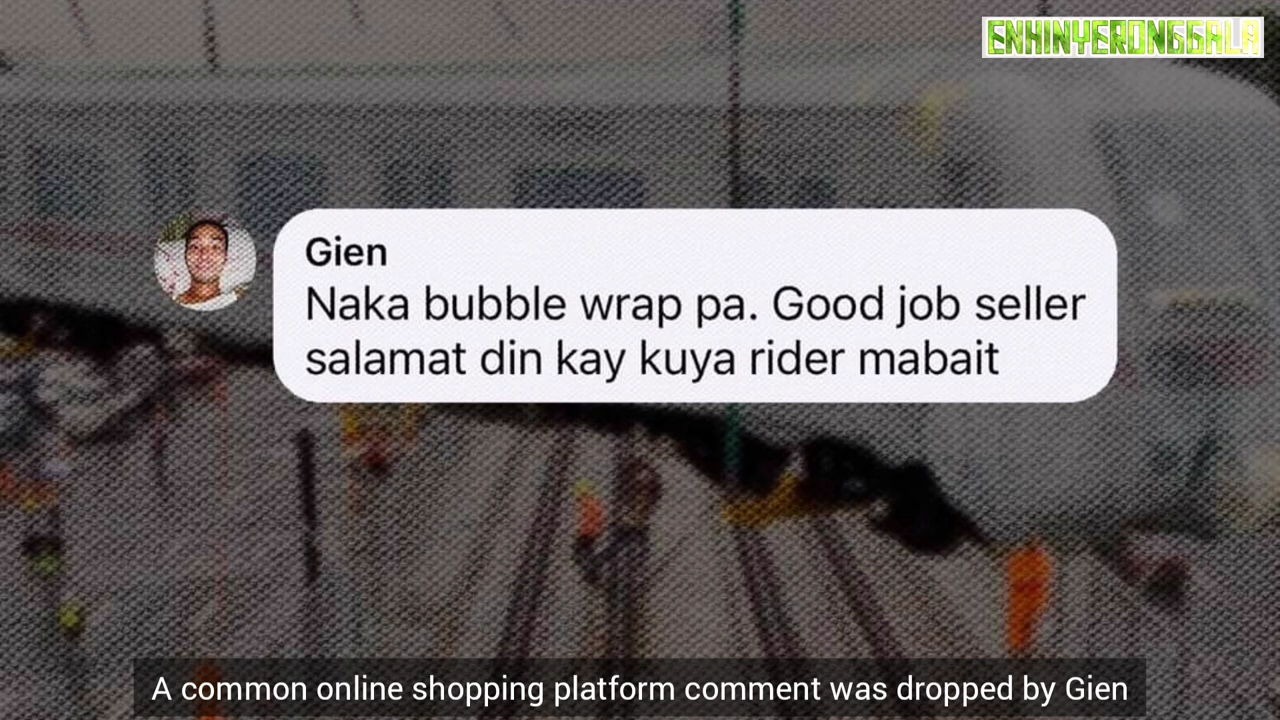 ENHINYERONGGALA
Gien
Naka bubble wrap pa. Good job seller
salamat din kay kuya rider mabait
A common online shopping platform comment was dropped by Gien